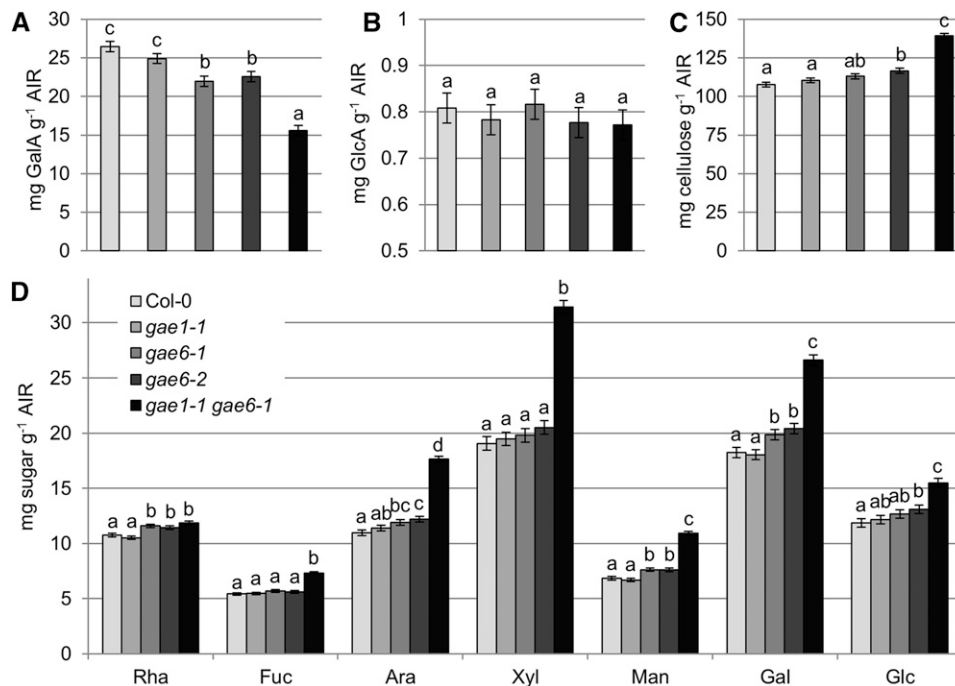 A
mg GalA g⁻¹ AIR
30
25
20
15
10
5
0
c
c
b
b
a
B
mg GlcA g⁻¹ AIR
1
0.9
0.8
0.7
0.6
0.5
a
a
a
a
a
C
mg cellulose g⁻¹ AIR
150
125
100
75
50
25
0
a
a
ab
b
c
D
mg sugar g⁻¹ AIR
30
25
20
15
10
5
0
Col-0
gae1-1
gae6-1
gae6-2
gae1-1 gae6-1
a a b b b
a a a a b
a ab bc c d
a a a a b
a a b b c
a a b b c
a ab ab b c
Rha Fuc Ara Xyl Man Gal Glc